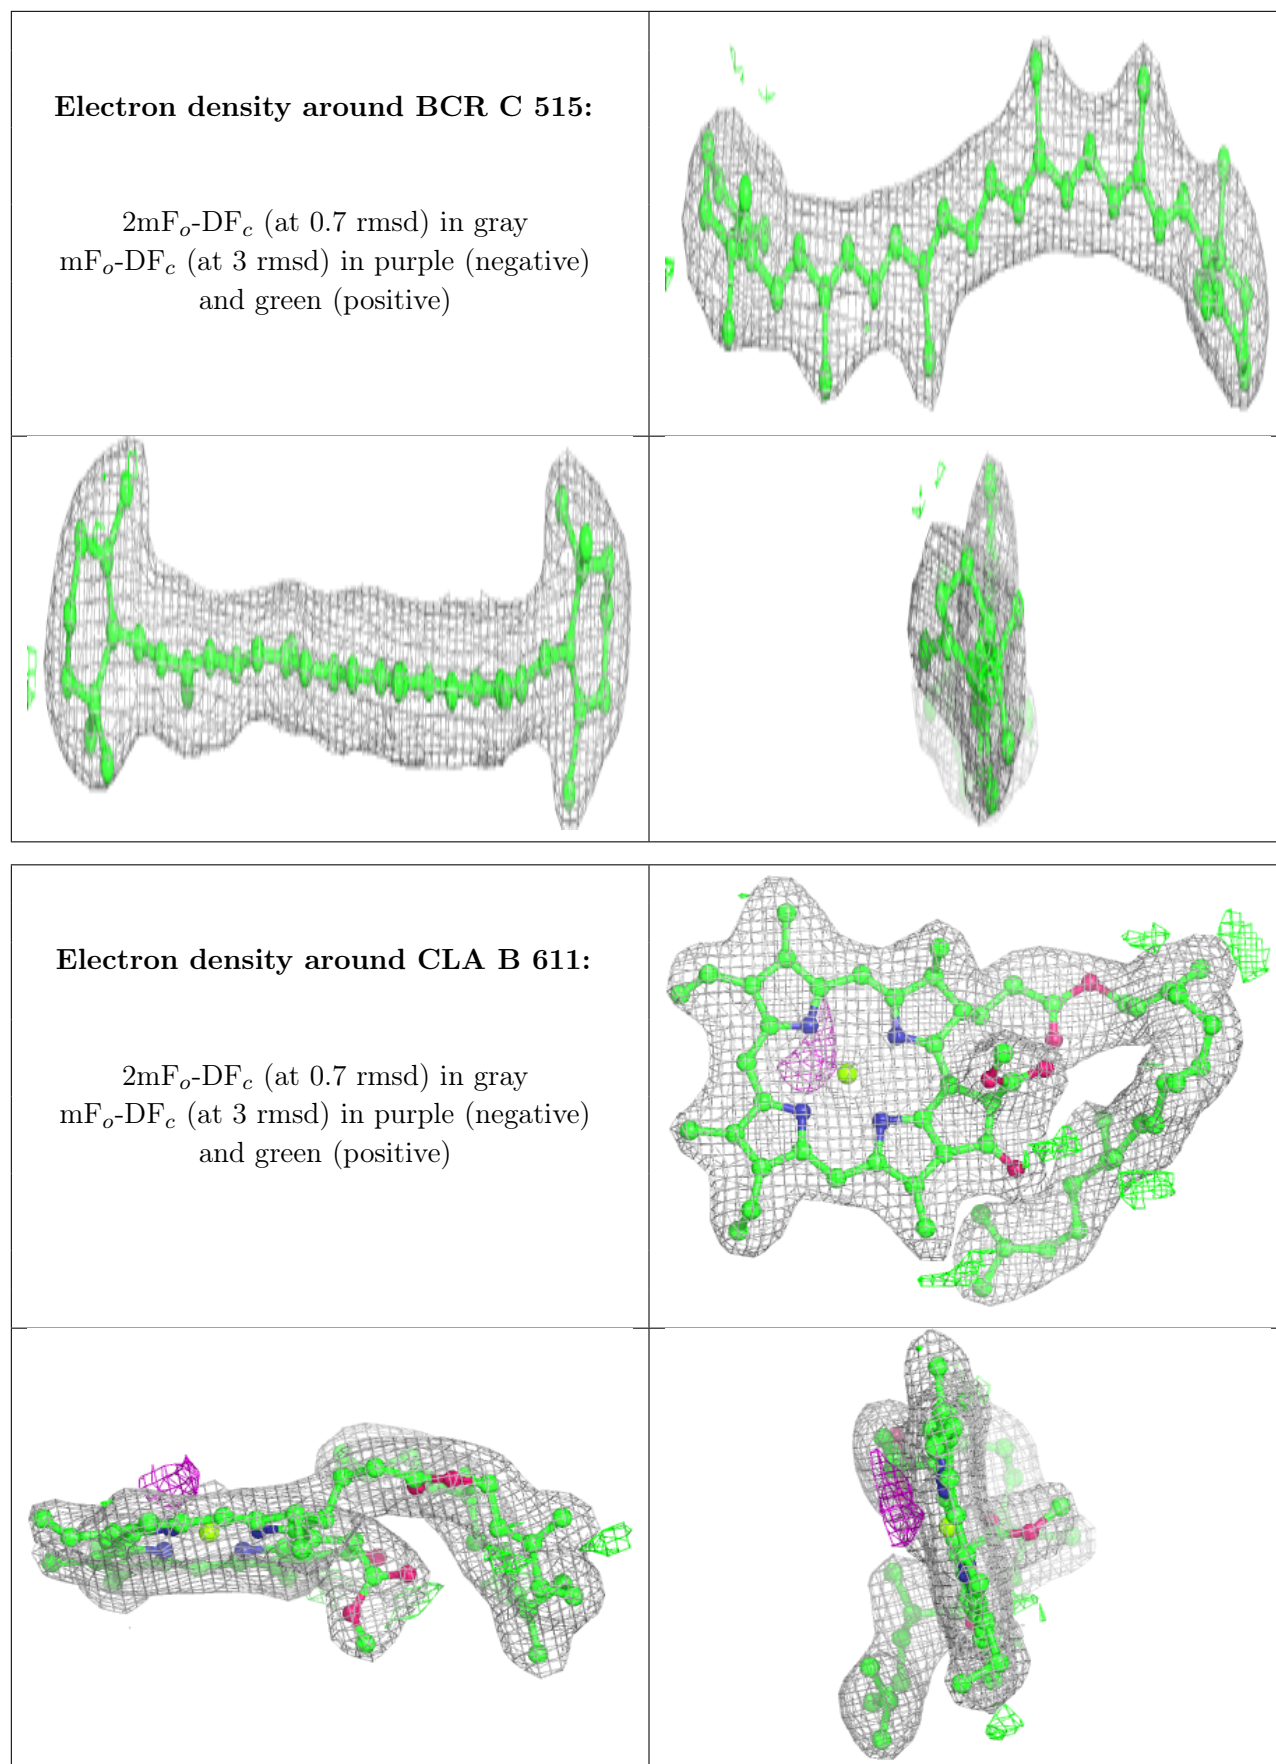 Electron density around BCR C 515:
2mFo-DFc (at 0.7 rmsd) in gray
mFo-DFc (at 3 rmsd) in purple (negative)
and green (positive)
Electron density around CLA B 611:
2mFo-DFc (at 0.7 rmsd) in gray
mFo-DFc (at 3 rmsd) in purple (negative)
and green (positive)